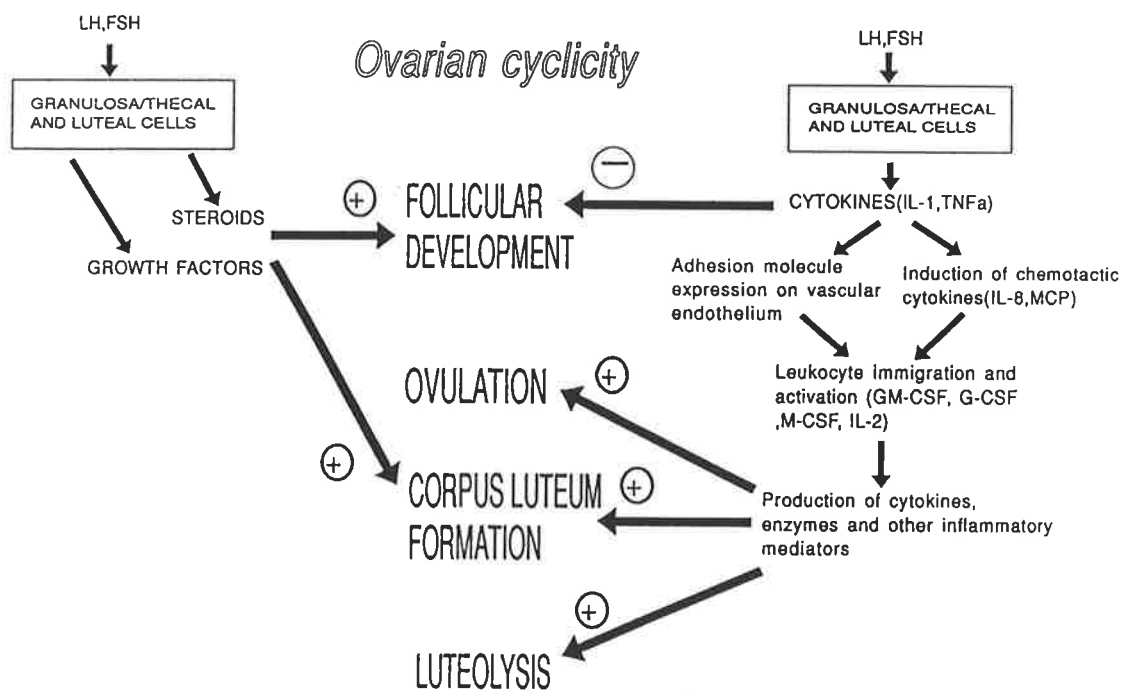 Ovarian cyclicity
LH,FSH
GRANULOSA/THECAL
AND LUTEAL CELLS
STEROIDS
GROWTH FACTORS
+
FOLLICULAR
DEVELOPMENT
OVULATION
+
+
CORPUS LUTEUM
FORMATION
+
+
LUTEOLYSIS
LH,FSH
GRANULOSA/THECAL
AND LUTEAL CELLS
−
CYTOKINES(IL-1,TNFa)
Adhesion molecule
expression on vascular
endothelium
Induction of chemotactic
cytokines(IL-8,MCP)
Leukocyte immigration and
activation (GM-CSF, G-CSF
,M-CSF, IL-2)
Production of cytokines,
enzymes and other inflammatory
mediators